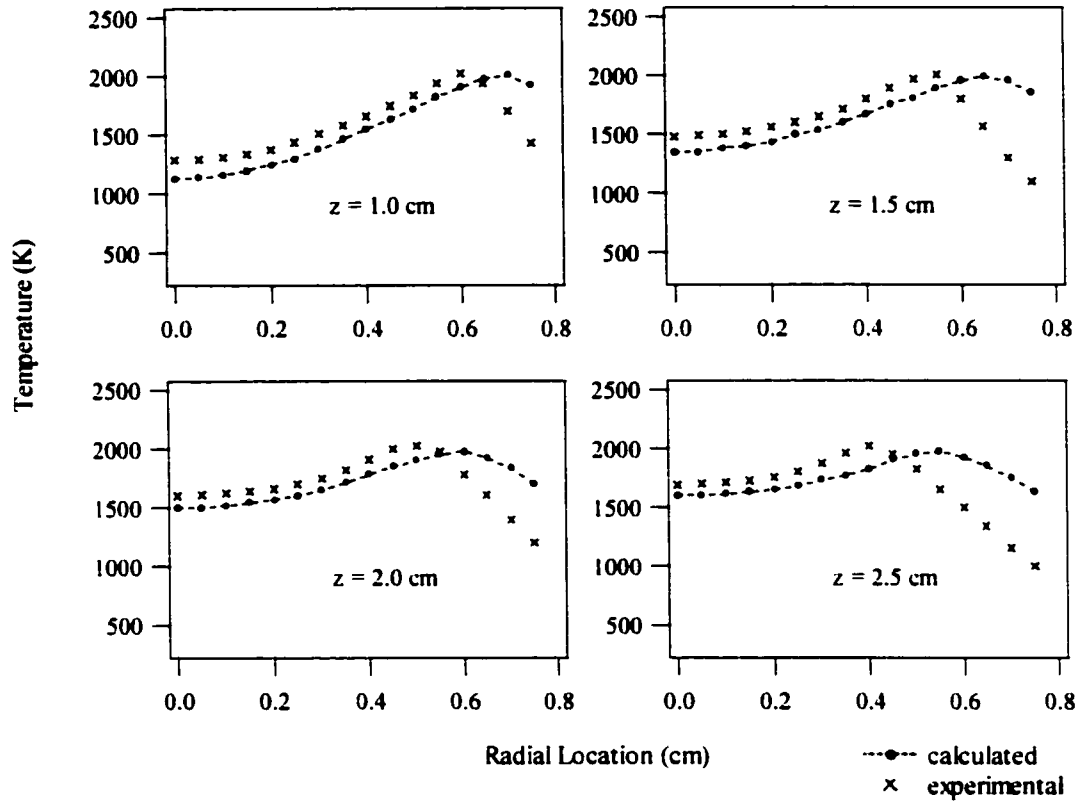 2500
2000
1500
1000
500
0.0 0.2 0.4 0.6 0.8
z = 1.0 cm
2500
2000
1500
1000
500
0.0 0.2 0.4 0.6 0.8
z = 1.5 cm
Temperature (K)
2500
2000
1500
1000
500
0.0 0.2 0.4 0.6 0.8
z = 2.0 cm
2500
2000
1500
1000
500
0.0 0.2 0.4 0.6 0.8
z = 2.5 cm
Radial Location (cm)
calculated
experimental